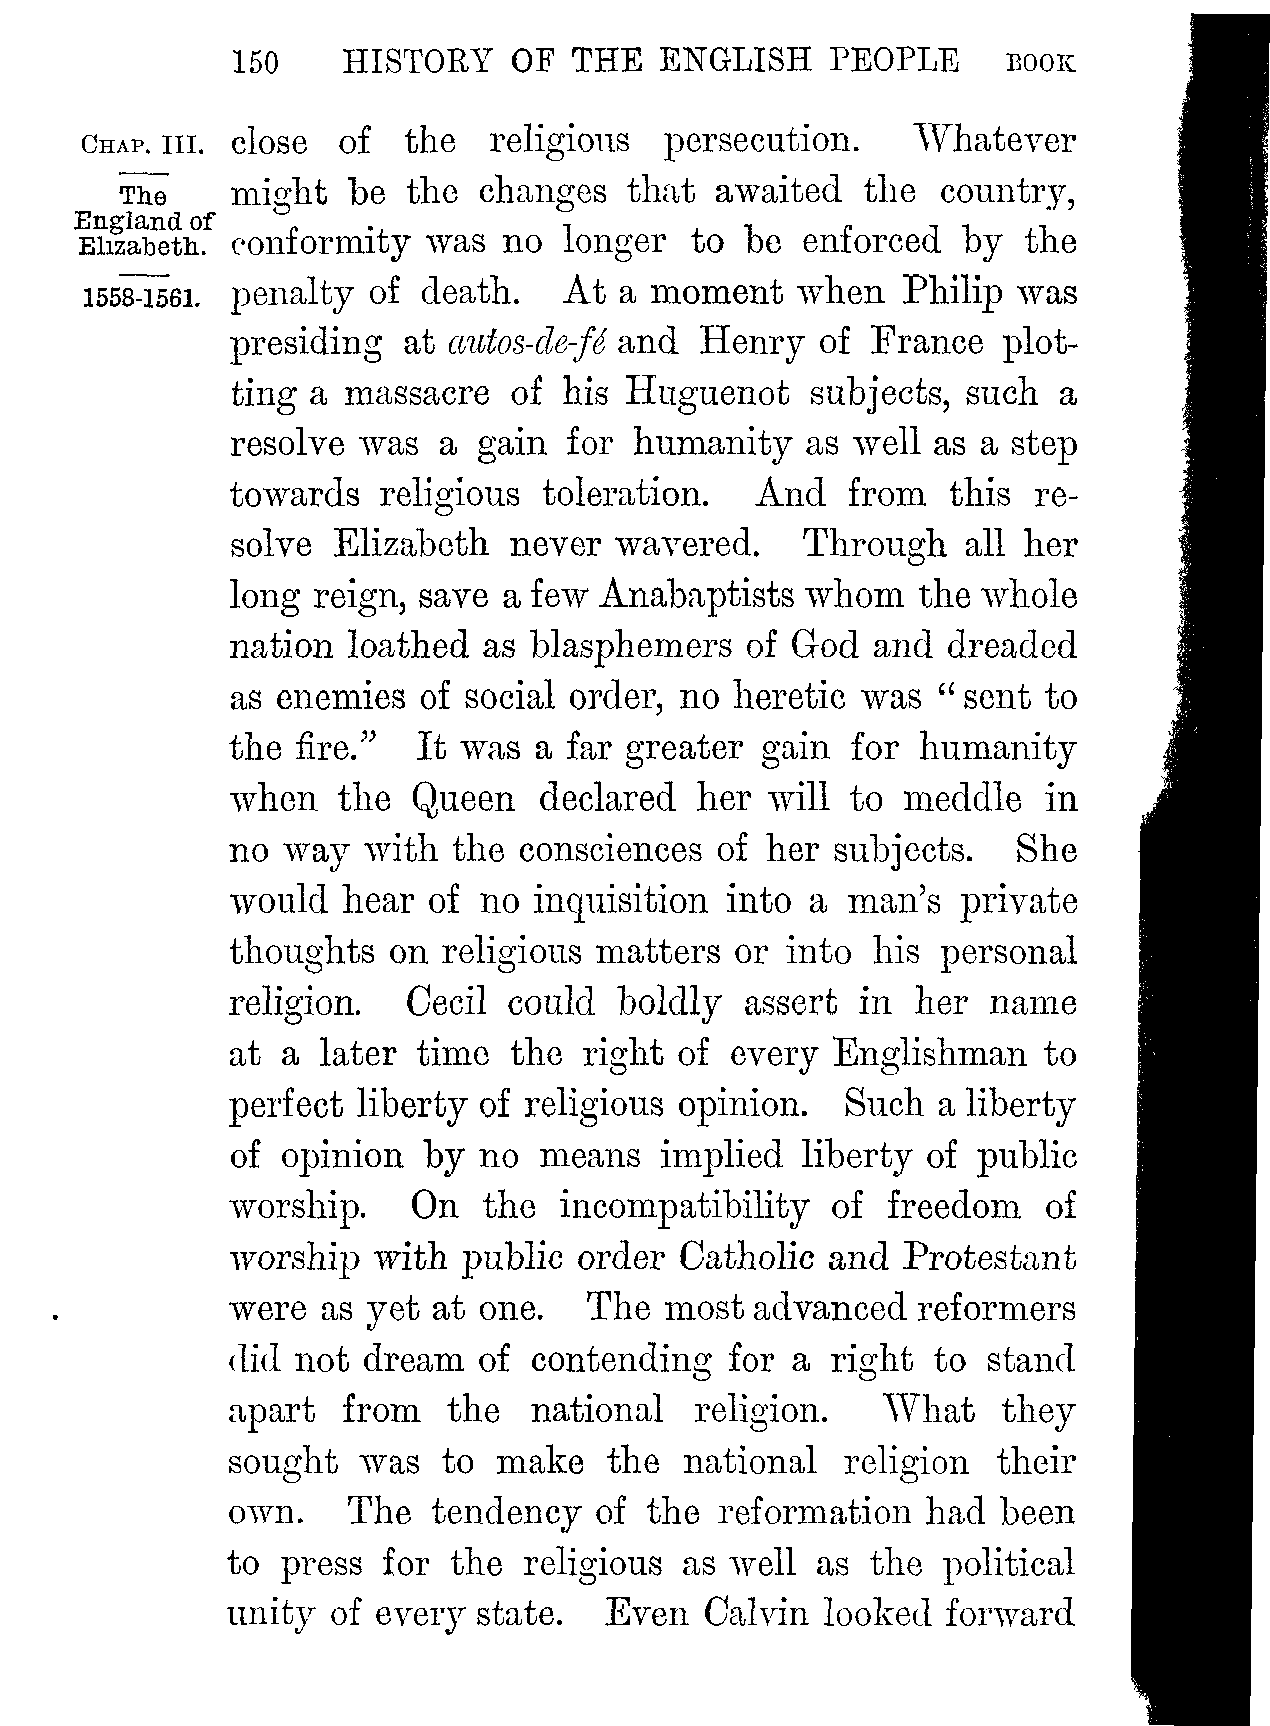 150 HISTORY OF THE ENGLISH PEOPLE BOOK
CHAP. III.
The
England of
Elizabeth.
1558-1561.
close of the religious persecution. Whatever
might be the changes that awaited the country,
conformity was no longer to be enforced by the
penalty of death. At a moment when Philip was
presiding at autos-de-fé and Henry of France plot-
ting a massacre of his Huguenot subjects, such a
resolve was a gain for humanity as well as a step
towards religious toleration. And from this re-
solve Elizabeth never wavered. Through all her
long reign, save a few Anabaptists whom the whole
nation loathed as blasphemers of God and dreaded
as enemies of social order, no heretic was “ sent to
the fire.” It was a far greater gain for humanity
when the Queen declared her will to meddle in
no way with the consciences of her subjects. She
would hear of no inquisition into a man's private
thoughts on religious matters or into his personal
religion. Cecil could boldly assert in her name
at a later time the right of every Englishman to
perfect liberty of religious opinion. Such a liberty
of opinion by no means implied liberty of public
worship. On the incompatibility of freedom of
worship with public order Catholic and Protestant
were as yet at one. The most advanced reformers
did not dream of contending for a right to stand
apart from the national religion. What they
sought was to make the national religion their
own. The tendency of the reformation had been
to press for the religious as well as the political
unity of every state. Even Calvin looked forward